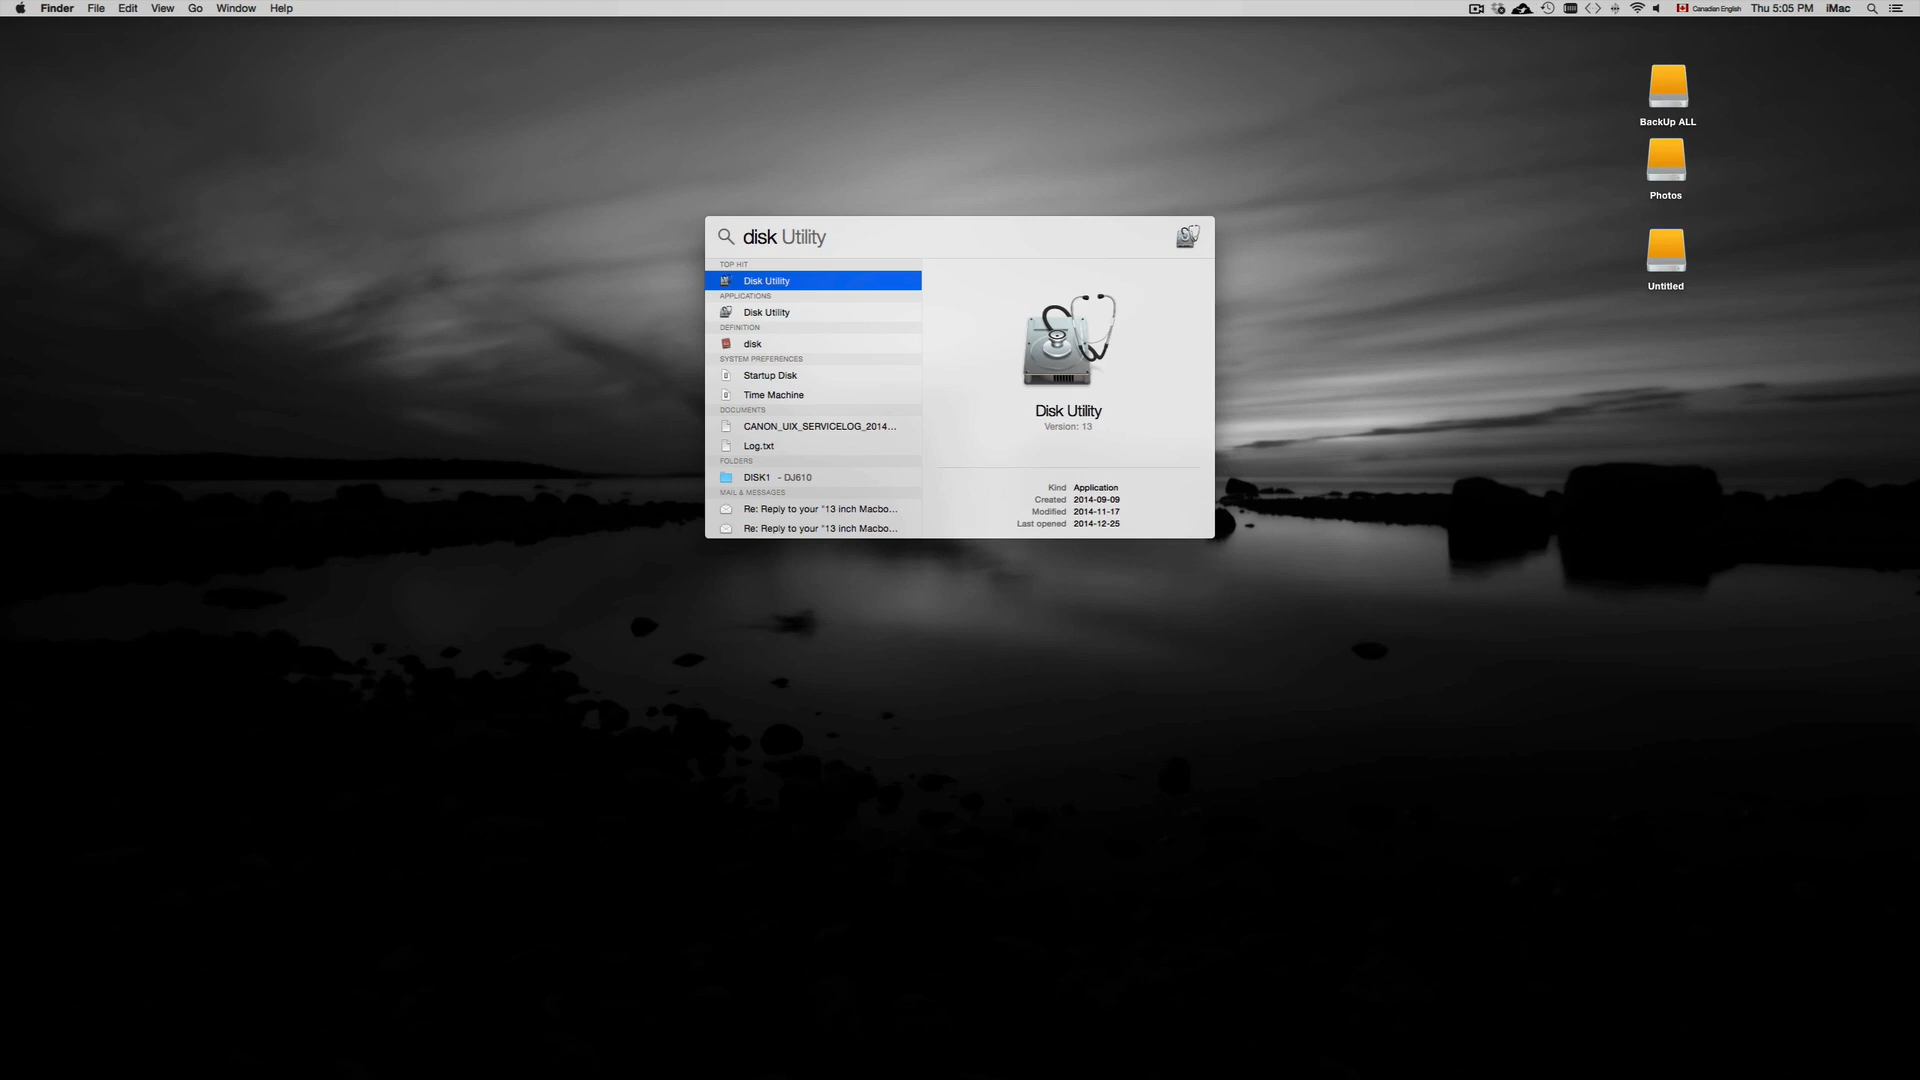 Finder File Edit View Go Window Help
Canadian English Thu 5:05 PM iMac
BackUp ALL
Photos
Untitled
disk Utility
TOP HIT
Disk Utility
APPLICATIONS
Disk Utility
DEFINITION
disk
SYSTEM PREFERENCES
Startup Disk
Time Machine
DOCUMENTS
CANON_UIX_SERVICELOG_2014...
Log.txt
FOLDERS
DISK1 - DJ610
MAIL & MESSAGES
Re: Reply to your "13 inch Macbo...
Re: Reply to your "13 inch Macbo...
Disk Utility
Version: 13
Kind Application
Created 2014-09-09
Modified 2014-11-17
Last opened 2014-12-25